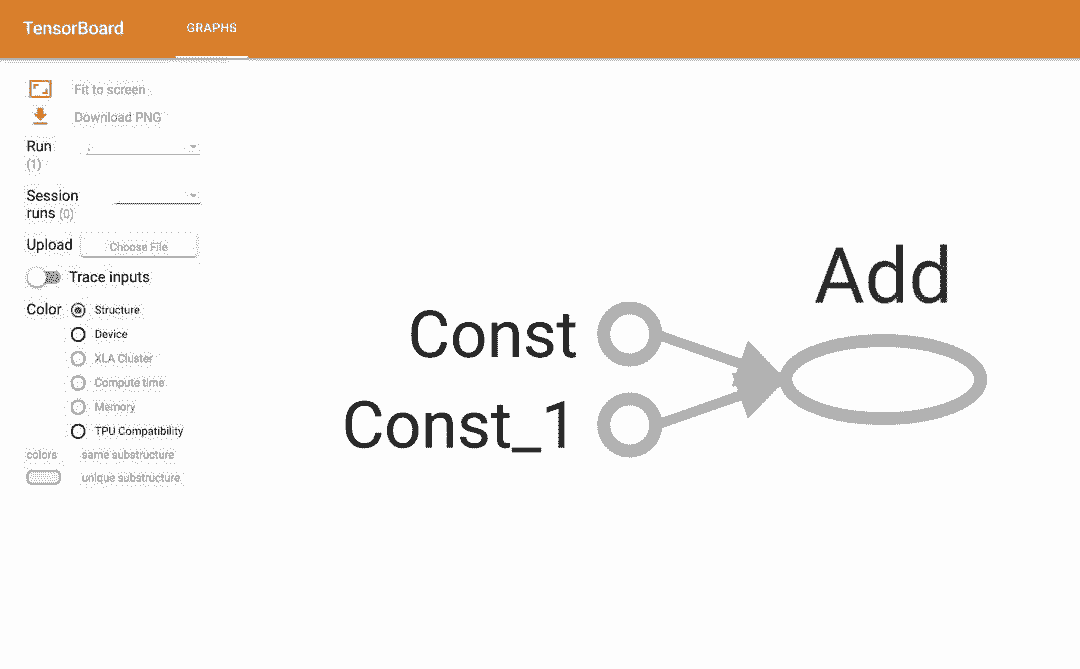 TensorBoard GRAPHS
Fit to screen
Download PNG
Run
(1)
Session
runs (0)
Upload Choose File
Trace inputs
Color Structure
Device
XLA Cluster
Compute time
Memory
TPU Compatibility
colors same substructure
unique substructure
Add
Const
Const_1